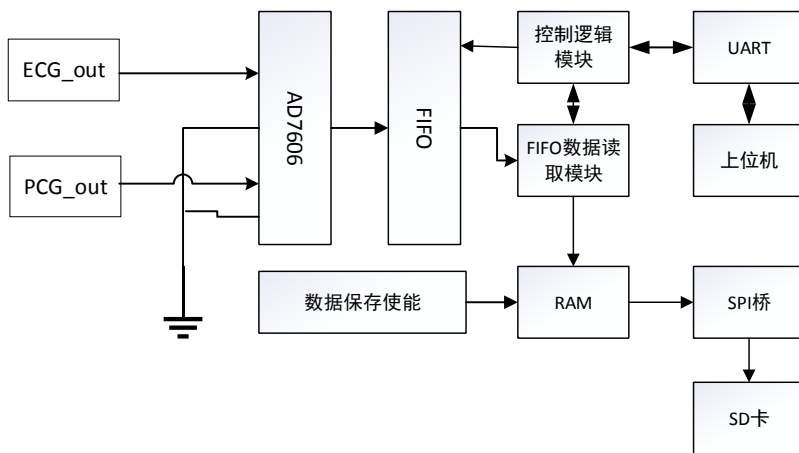 ECG_out
PCG_out
AD7606
FIFO
控制逻辑
模块
UART
FIFO数据读
取模块
上位机
数据保存使能
RAM
SPI桥
SD卡